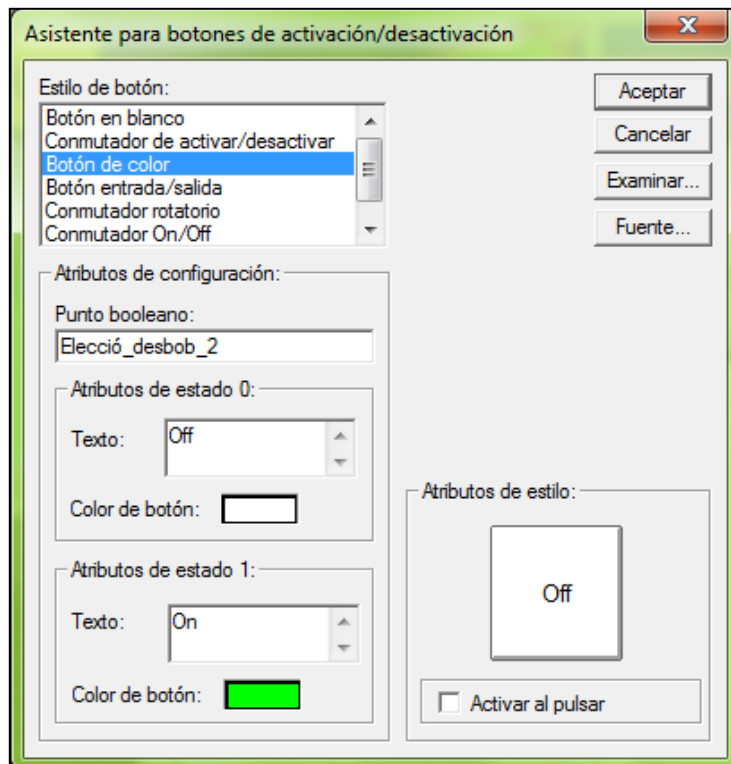 Asistente para botones de activación/desactivación
Estilo de botón:
Botón en blanco
Conmutador de activar/desactivar
Botón de color
Botón entrada/salida
Conmutador rotatorio
Conmutador On/Off
Aceptar
Cancelar
Examinar...
Fuente...
Atributos de configuración:
Punto booleano:
Elecció_desbob_2
Atributos de estado 0:
Texto: Off
Color de botón:
Atributos de estado 1:
Texto: On
Color de botón:
Atributos de estilo:
Off
Activar al pulsar